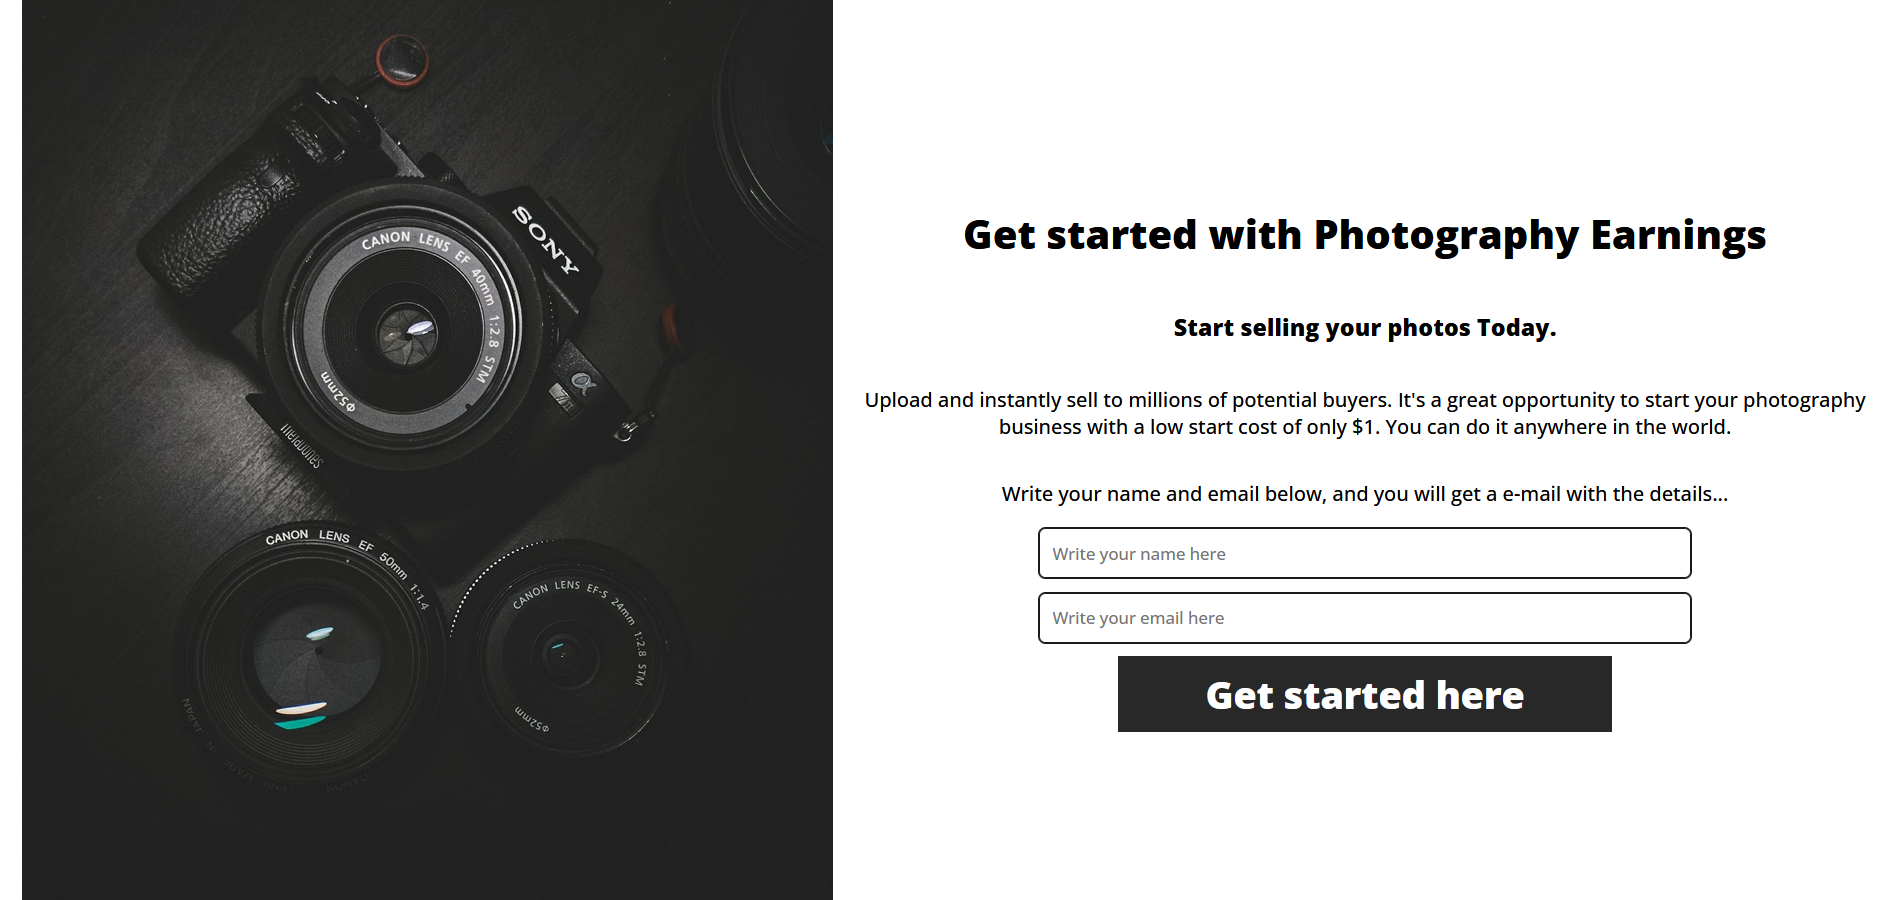 SONY
CANON LENS EF 40mm 1:2.8 STM
Φ52mm
α
7II
CANON LENS EF 50mm 1:1.4
CANON LENS EF-S 24mm 1:2.8 STM
Φ52mm
Get started with Photography Earnings
Start selling your photos Today.
Upload and instantly sell to millions of potential buyers. It's a great opportunity to start your photography
business with a low start cost of only $1. You can do it anywhere in the world.
Write your name and email below, and you will get a e-mail with the details...
Write your name here
Write your email here
Get started here